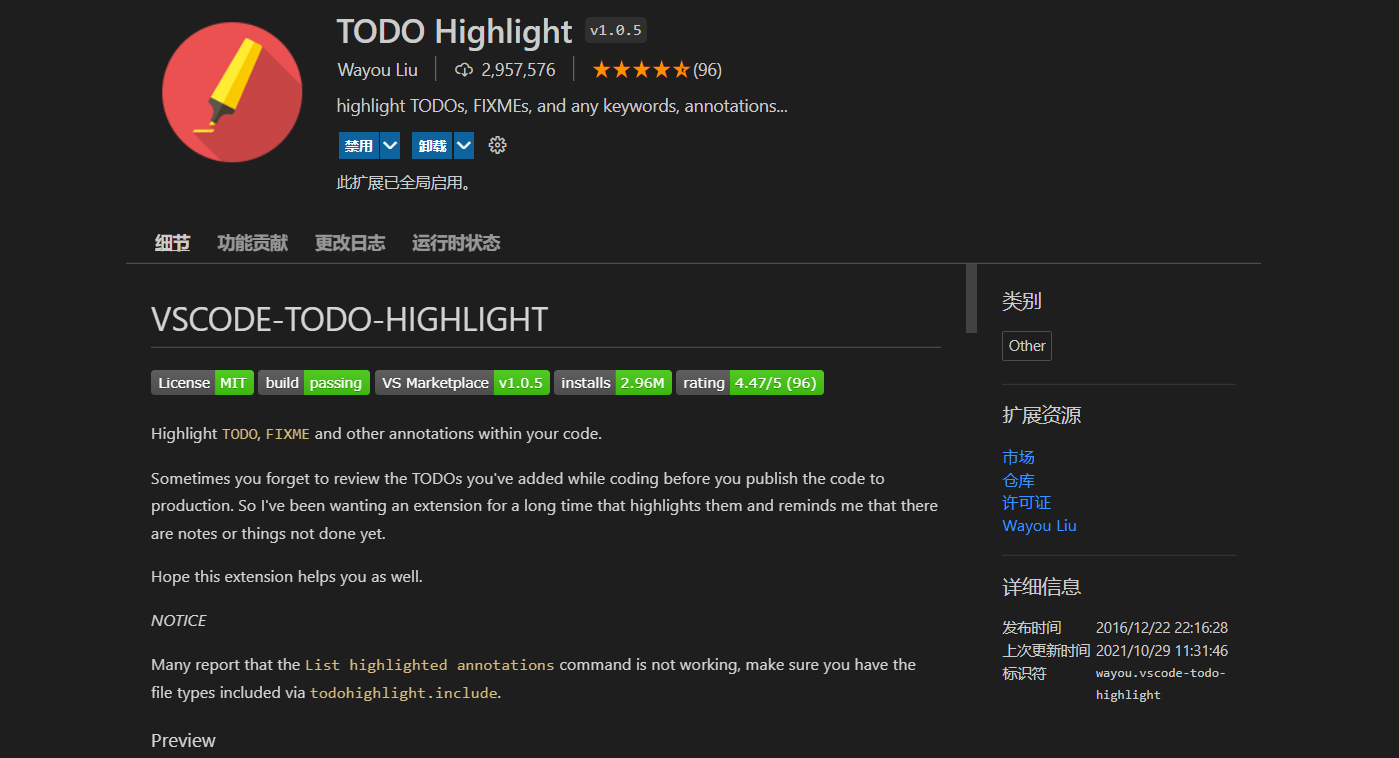 TODO Highlight v1.0.5
Wayou Liu 2,957,576 (96)
highlight TODOs, FIXMEs, and any keywords, annotations...
禁用 卸载
此扩展已全局启用。
细节 功能贡献 更改日志 运行时状态
VSCODE-TODO-HIGHLIGHT
License MIT build passing VS Marketplace v1.0.5 installs 2.96M rating 4.47/5 (96)
Highlight TODO, FIXME and other annotations within your code.
Sometimes you forget to review the TODOs you've added while coding before you publish the code to
production. So I've been wanting an extension for a long time that highlights them and reminds me that there
are notes or things not done yet.
Hope this extension helps you as well.
NOTICE
Many report that the List highlighted annotations command is not working, make sure you have the
file types included via todohighlight.include.
Preview
类别
Other
扩展资源
市场
仓库
许可证
Wayou Liu
详细信息
发布时间 2016/12/22 22:16:28
上次更新时间 2021/10/29 11:31:46
标识符 wayou.vscode-todo-
highlight